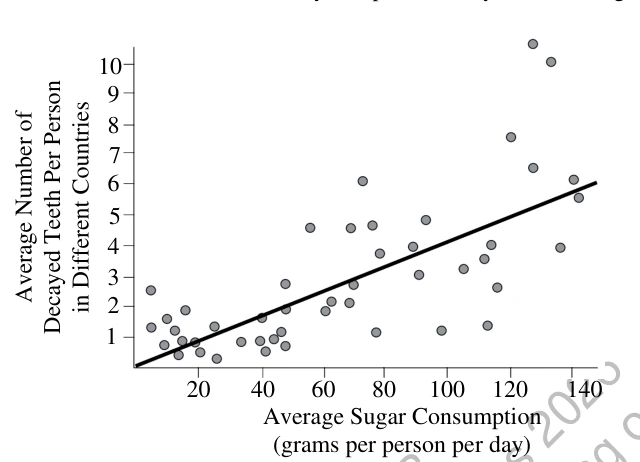 10
9
8
7
6
5
4
3
2
1
Average Number of
Decayed Teeth Per Person
in Different Countries
20 40 60 80 100 120 140
Average Sugar Consumption
(grams per person per day)